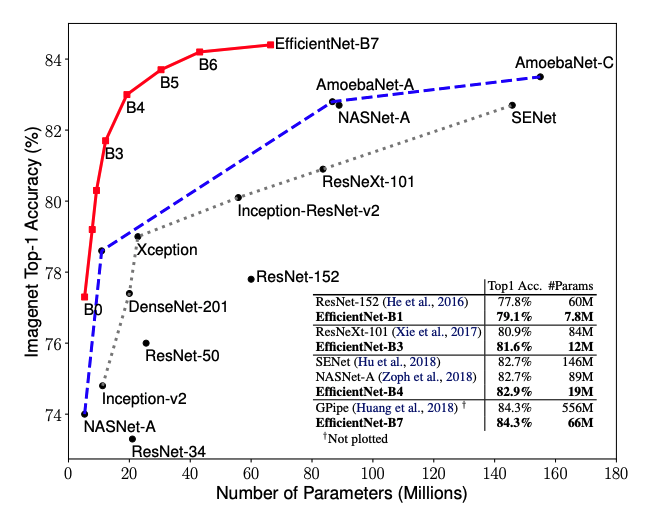 EfficientNet-B7
84
AmoebaNet-C
B6
B5
AmoebaNet-A
B4
NASNet-A
SENet
82
B3
ResNeXt-101
Inception-ResNet-v2
80
Xception
78
ResNet-152
B0
DenseNet-201
ResNet-50
76
Inception-v2
74
NASNet-A
ResNet-34
Imagenet Top-1 Accuracy (%)
Top1 Acc. #Params
ResNet-152 (He et al., 2016) 77.8% 60M
EfficientNet-B1 79.1% 7.8M
ResNeXt-101 (Xie et al., 2017) 80.9% 84M
EfficientNet-B3 81.6% 12M
SENet (Hu et al., 2018) 82.7% 146M
NASNet-A (Zoph et al., 2018) 82.7% 89M
EfficientNet-B4 82.9% 19M
GPipe (Huang et al., 2018) † 84.3% 556M
EfficientNet-B7 84.3% 66M
†Not plotted
0 20 40 60 80 100 120 140 160 180
Number of Parameters (Millions)